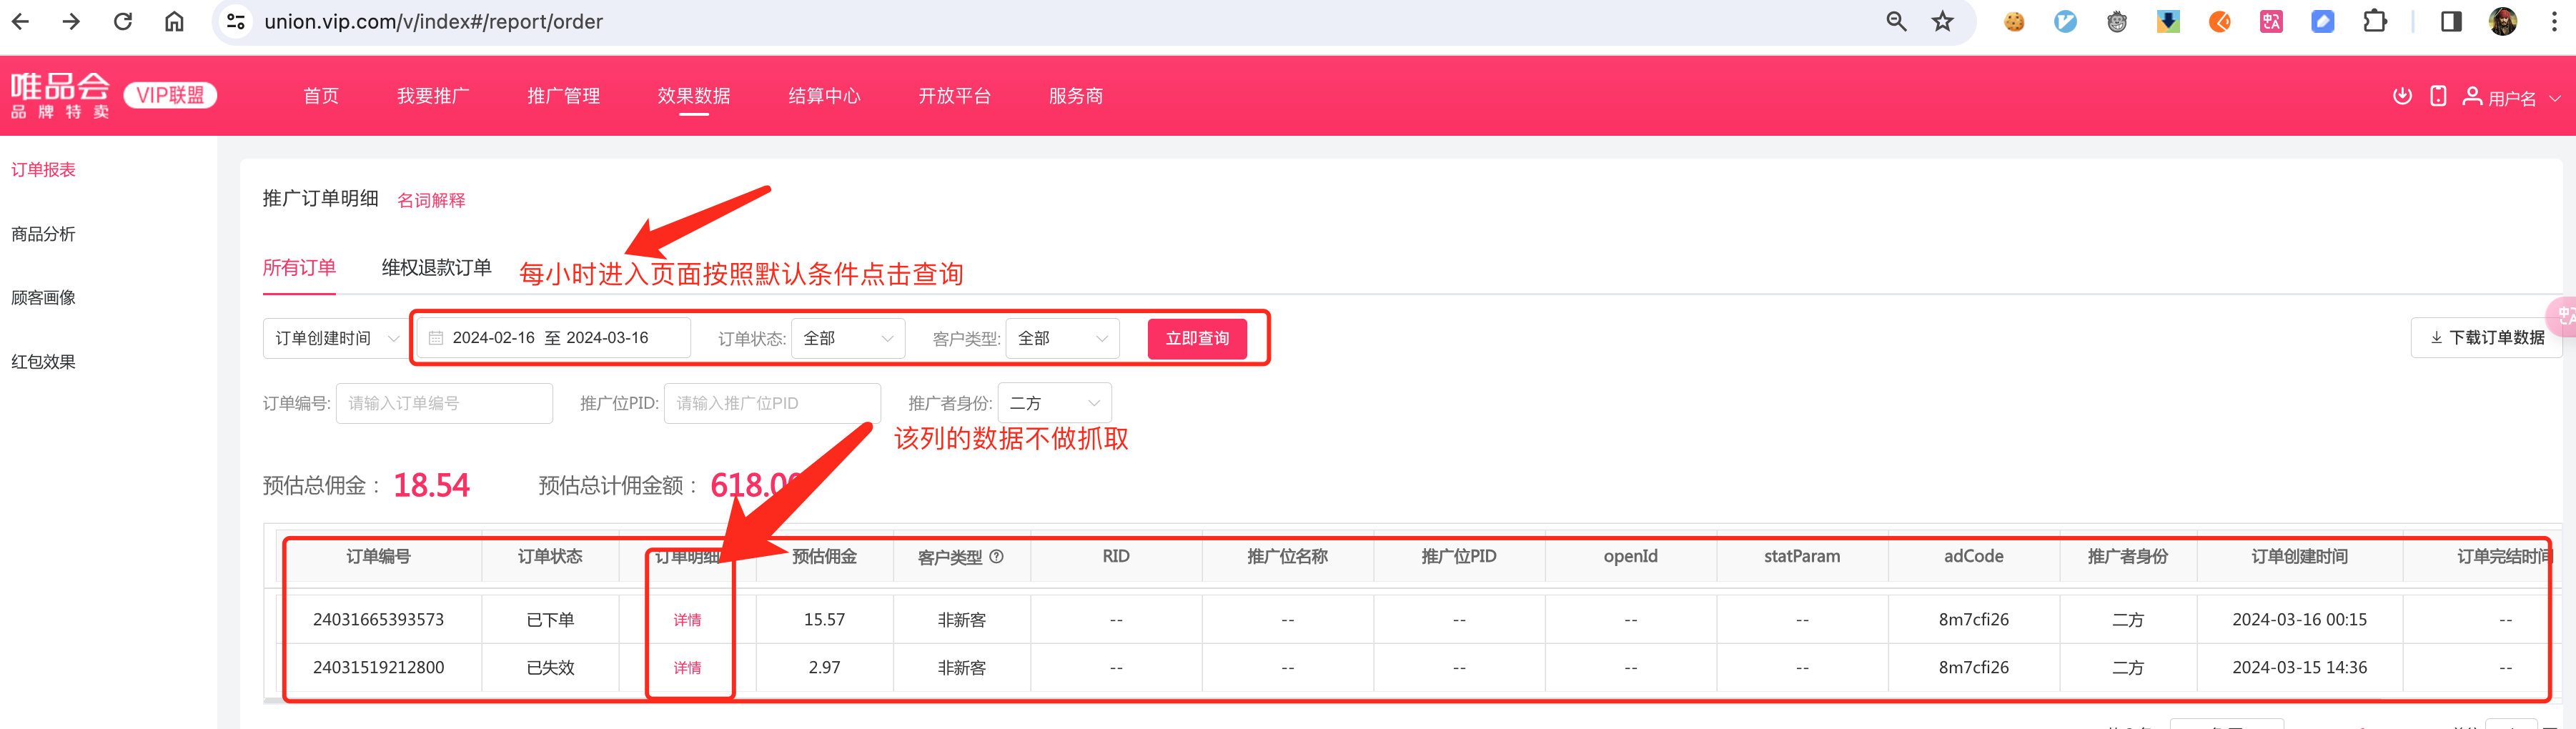 union.vip.com/v/index#/report/order
唯品会
品牌特卖
VIP联盟
首页 我要推广 推广管理 效果数据 结算中心 开放平台 服务商
用户名
订单报表
商品分析
顾客画像
红包效果
推广订单明细 名词解释
所有订单 维权退款订单 每小时进入页面按照默认条件点击查询
订单创建时间 2024-02-16 至 2024-03-16 订单状态: 全部 客户类型: 全部 立即查询 下载订单数据
订单编号: 请输入订单编号 推广位PID: 请输入推广位PID 推广者身份: 二方
该列的数据不做抓取
预估总佣金： 18.54 预估总计佣金额： 618.00
订单编号 订单状态 订单明细 预估佣金 客户类型 RID 推广位名称 推广位PID openId statParam adCode 推广者身份 订单创建时间 订单完结时间
24031665393573 已下单 详情 15.57 非新客 -- -- -- -- -- 8m7cfi26 二方 2024-03-16 00:15 --
24031519212800 已失效 详情 2.97 非新客 -- -- -- -- -- 8m7cfi26 二方 2024-03-15 14:36 --